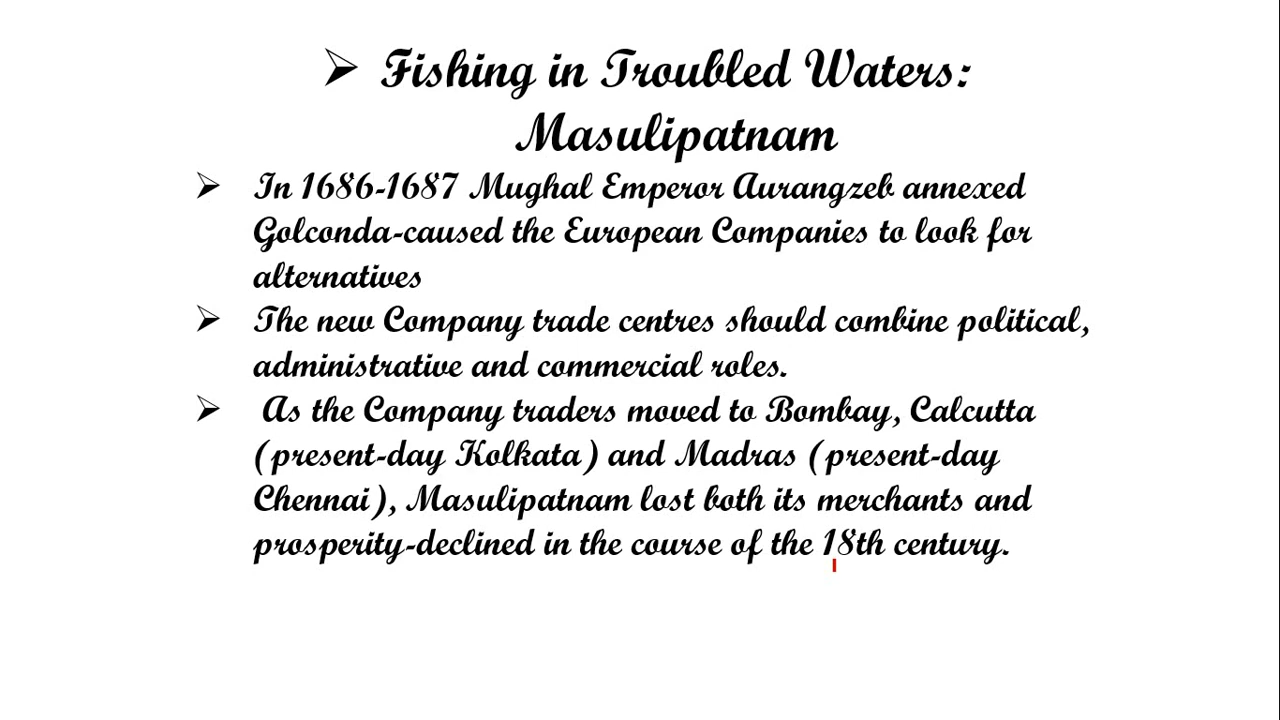 ➢ Fishing in Troubled Waters:
Masulipatnam
➢ In 1686-1687 Mughal Emperor Aurangzeb annexed
Golconda-caused the European Companies to look for
alternatives
➢ The new Company trade centres should combine political,
administrative and commercial roles.
➢ As the Company traders moved to Bombay, Calcutta
(present-day Kolkata) and Madras (present-day
Chennai), Masulipatnam lost both its merchants and
prosperity-declined in the course of the 18th century.